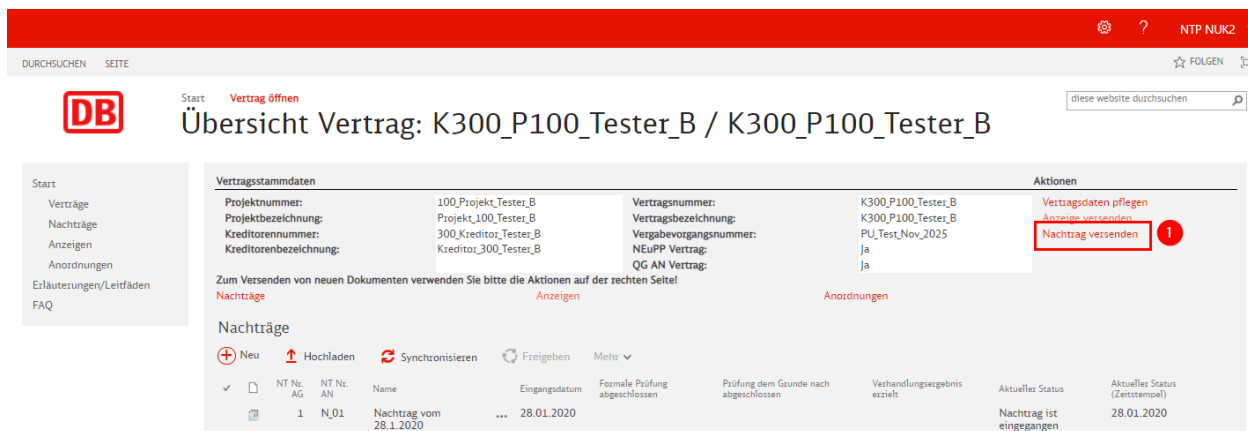 ? NTP NUK2
DURCHSUCHEN SEITE
FOLGEN
DB
Start Vertrag öffnen
diese website durchsuchen
Übersicht Vertrag: K300_P100_Tester_B / K300_P100_Tester_B
Start
Verträge
Nachträge
Anzeigen
Anordnungen
Erläuterungen/Leitfäden
FAQ
Vertragsstammdaten Aktionen
Projektnummer: 100_Projekt_Tester_B Vertragsnummer: K300_P100_Tester_B Vertragsdaten pflegen
Projektbezeichnung: Projekt_100_Tester_B Vertragsbezeichnung: K300_P100_Tester_B Anzeige versenden
Kreditorennummer: 300_Kreditor_Tester_B Vergabevorgangsnummer: PU_Test_Nov_2025 Nachtrag versenden 1
Kreditorenbezeichnung: Kreditor_300_Tester_B NEuPP Vertrag: Ja
QG AN Vertrag: Ja
Zum Versenden von neuen Dokumenten verwenden Sie bitte die Aktionen auf der rechten Seite!
Nachträge Anzeigen Anordnungen
Nachträge
Neu Hochladen Synchronisieren Freigeben Mehr
NT Nr. AG NT Nr. AN Name Eingangsdatum Formale Prüfung abgeschlossen Prüfung dem Grunde nach abgeschlossen Verhandlungsergebnis erzielt Aktueller Status Aktueller Status (Zeitstempel)
1 N_01 Nachtrag vom 28.1.2020 ... 28.01.2020 Nachtrag ist eingegangen 28.01.2020